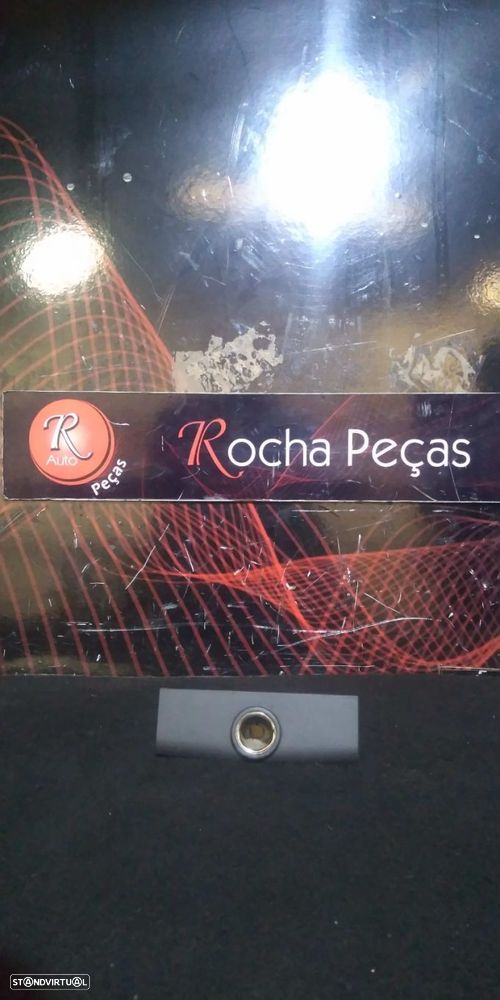 R
Auto
Peças
Rocha Peças
STANDVIRTUAL